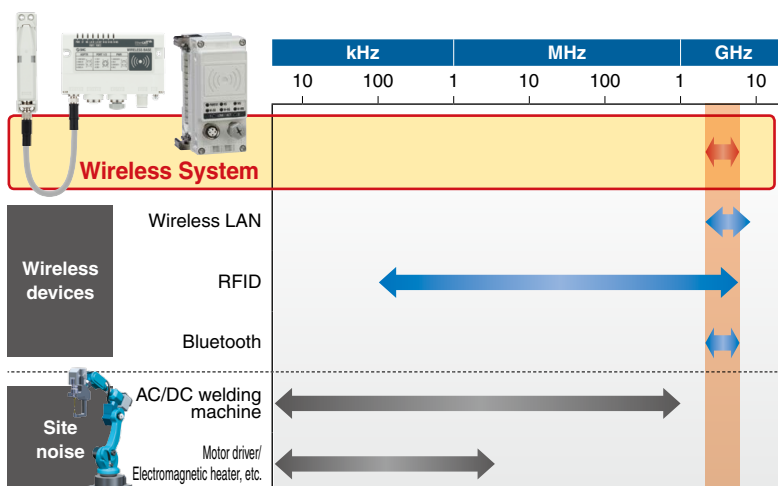 kHz MHz GHz
10 100 1 10 100 1 10
Wireless System
Wireless LAN
Wireless
devices
RFID
Bluetooth
AC/DC welding
machine
Site
noise
Motor driver/
Electromagnetic heater, etc.